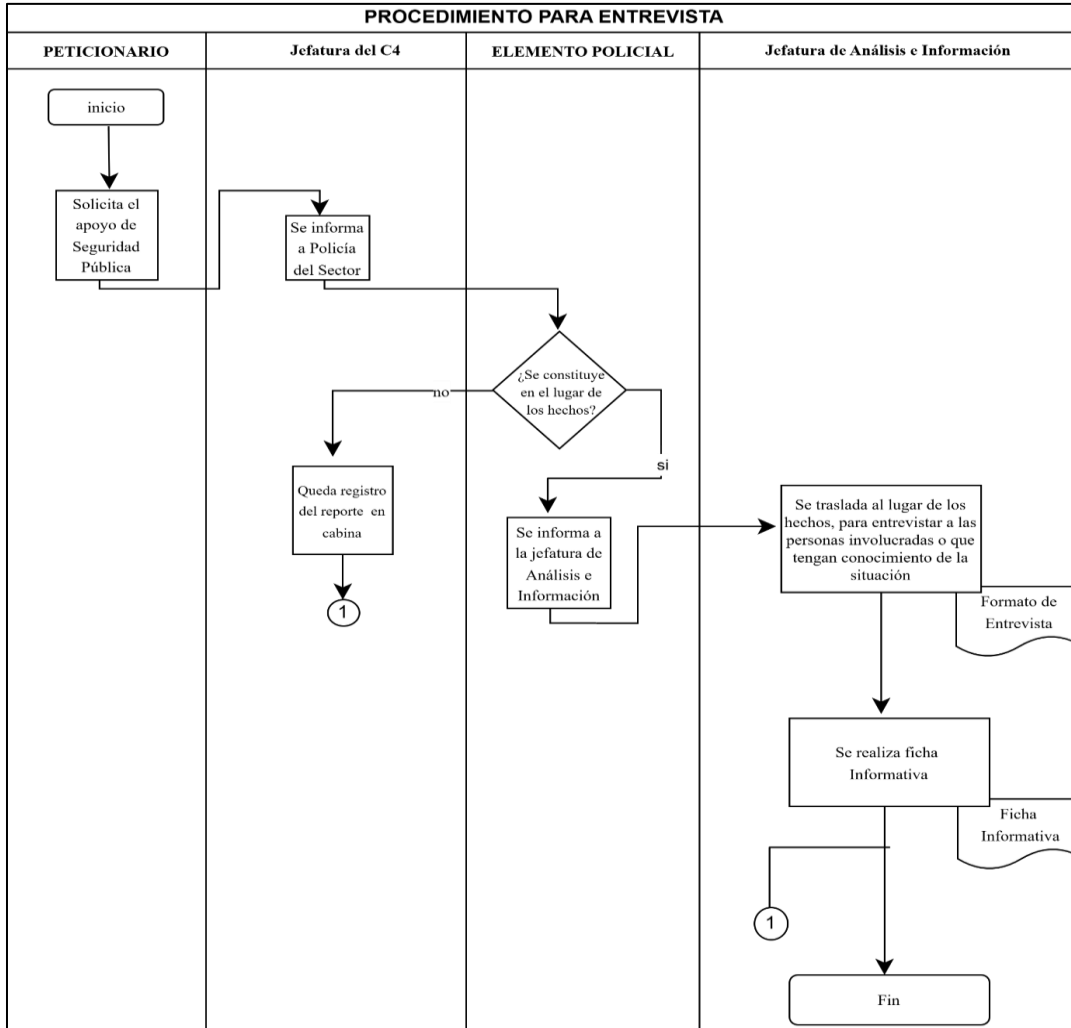 PROCEDIMIENTO PARA ENTREVISTA
PETICIONARIO
Jefatura del C4
ELEMENTO POLICIAL
Jefatura de Análisis e Información
inicio
Solicita el
apoyo de
Seguridad
Pública
Se informa
a Policía
del Sector
¿Se constituye
en el lugar de
los hechos?
no
si
Queda registro
del reporte en
cabina
1
Se informa a
la jefatura de
Análisis e
Información
Se traslada al lugar de los
hechos, para entrevistar a las
personas involucradas o que
tengan conocimiento de la
situación
Formato de
Entrevista
Se realiza ficha
Informativa
Ficha
Informativa
1
Fin